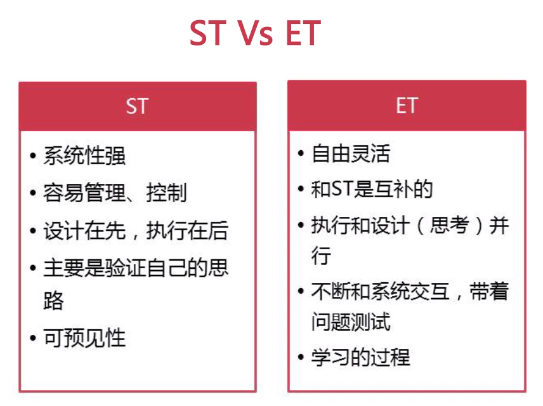 ST Vs ET
ST
• 系统性强
• 容易管理、控制
• 设计在先，执行在后
• 主要是验证自己的思
路
• 可预见性
ET
• 自由灵活
• 和ST是互补的
• 执行和设计（思考）并
行
• 不断和系统交互，带着
问题测试
• 学习的过程